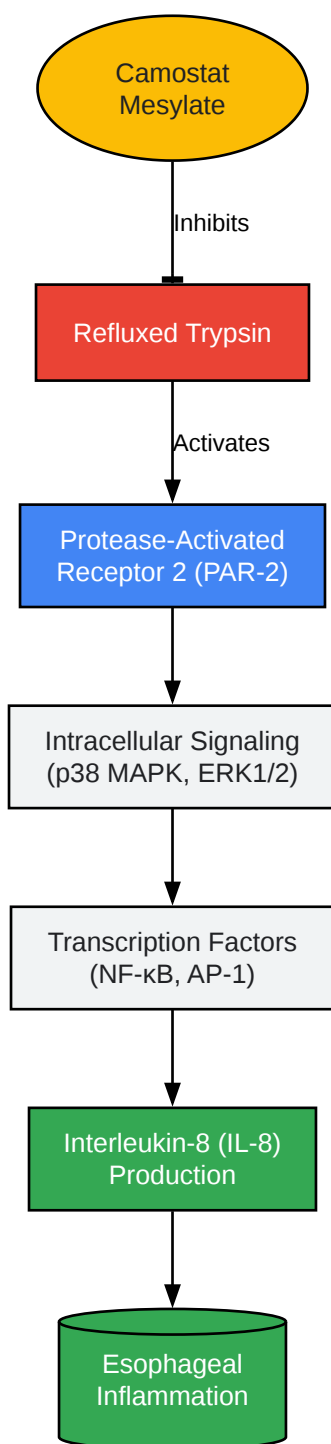 Camostat
Mesylate
Inhibits
Refluxed Trypsin
Activates
Protease-Activated
Receptor 2 (PAR-2)
Intracellular Signaling
(p38 MAPK, ERK1/2)
Transcription Factors
(NF-κB, AP-1)
Interleukin-8 (IL-8)
Production
Esophageal
Inflammation